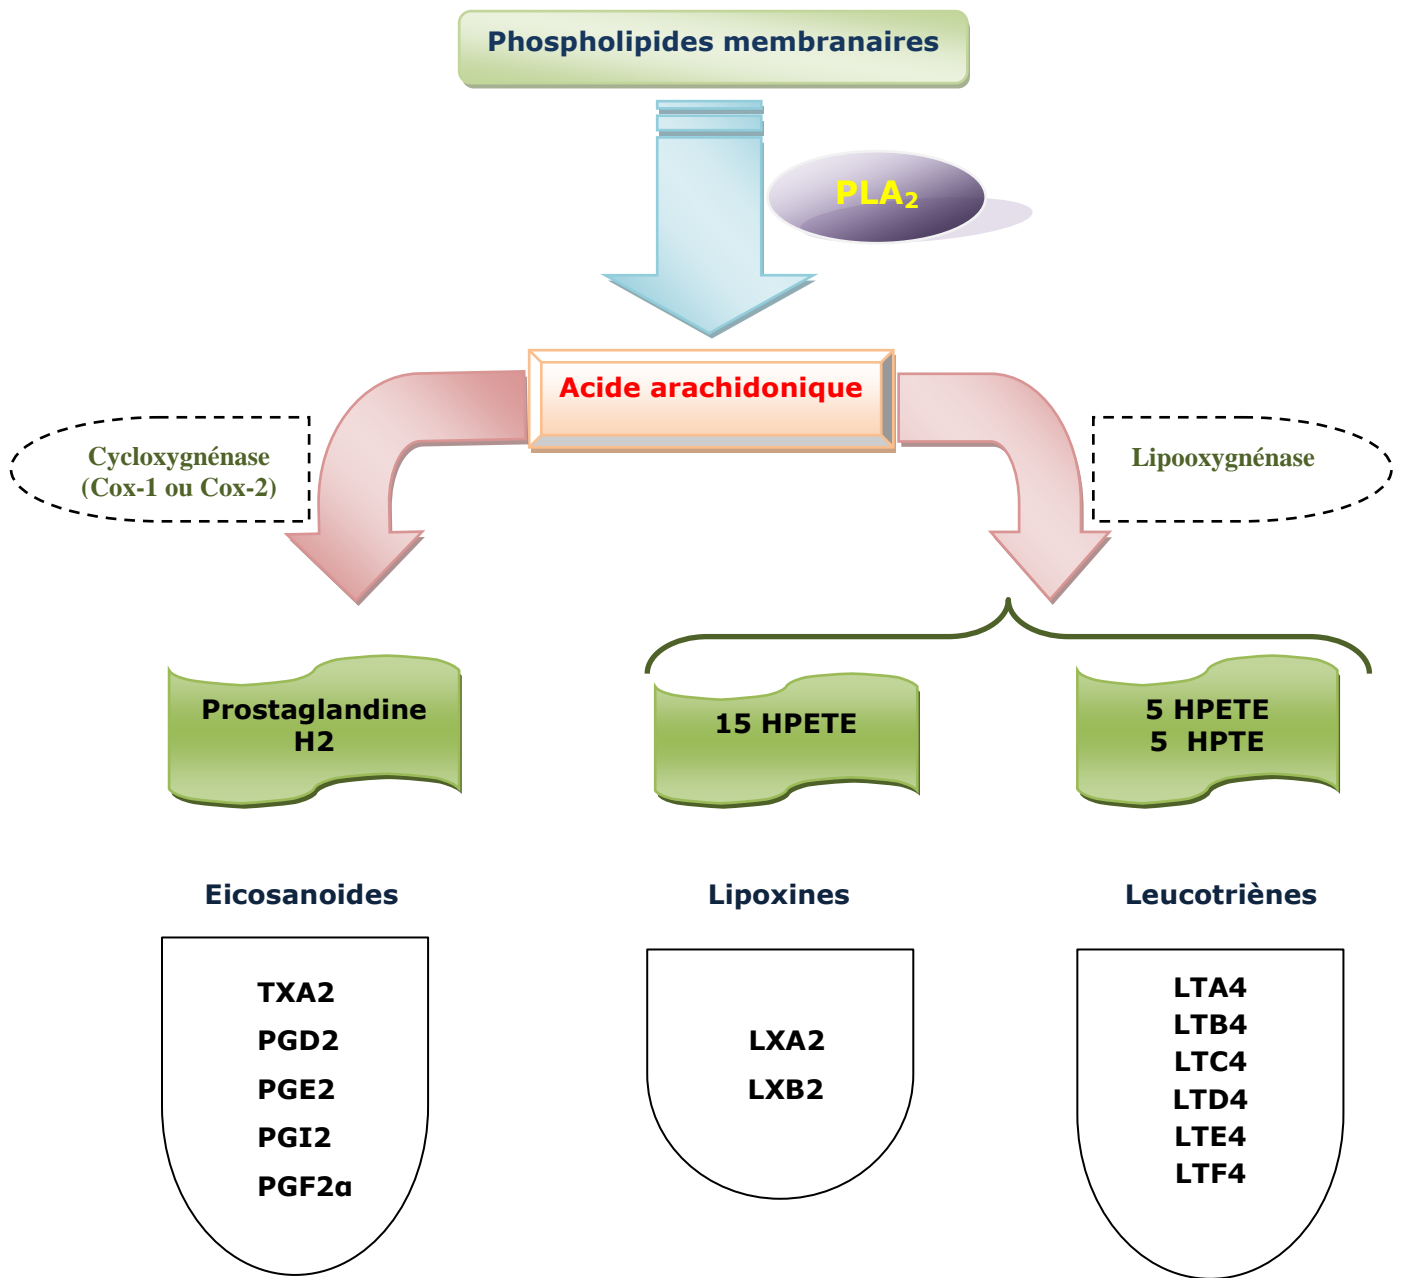 Phospholipides membranaires
PLA₂
Acide arachidonique
Cycloxygnénase
(Cox-1 ou Cox-2)
Lipooxygnénase
Prostaglandine
H2
15 HPETE
5 HPETE
5 HPTE
Eicosanoides
Lipoxines
Leucotriènes
TXA2
PGD2
PGE2
PGI2
PGF2α
LXA2
LXB2
LTA4
LTB4
LTC4
LTD4
LTE4
LTF4